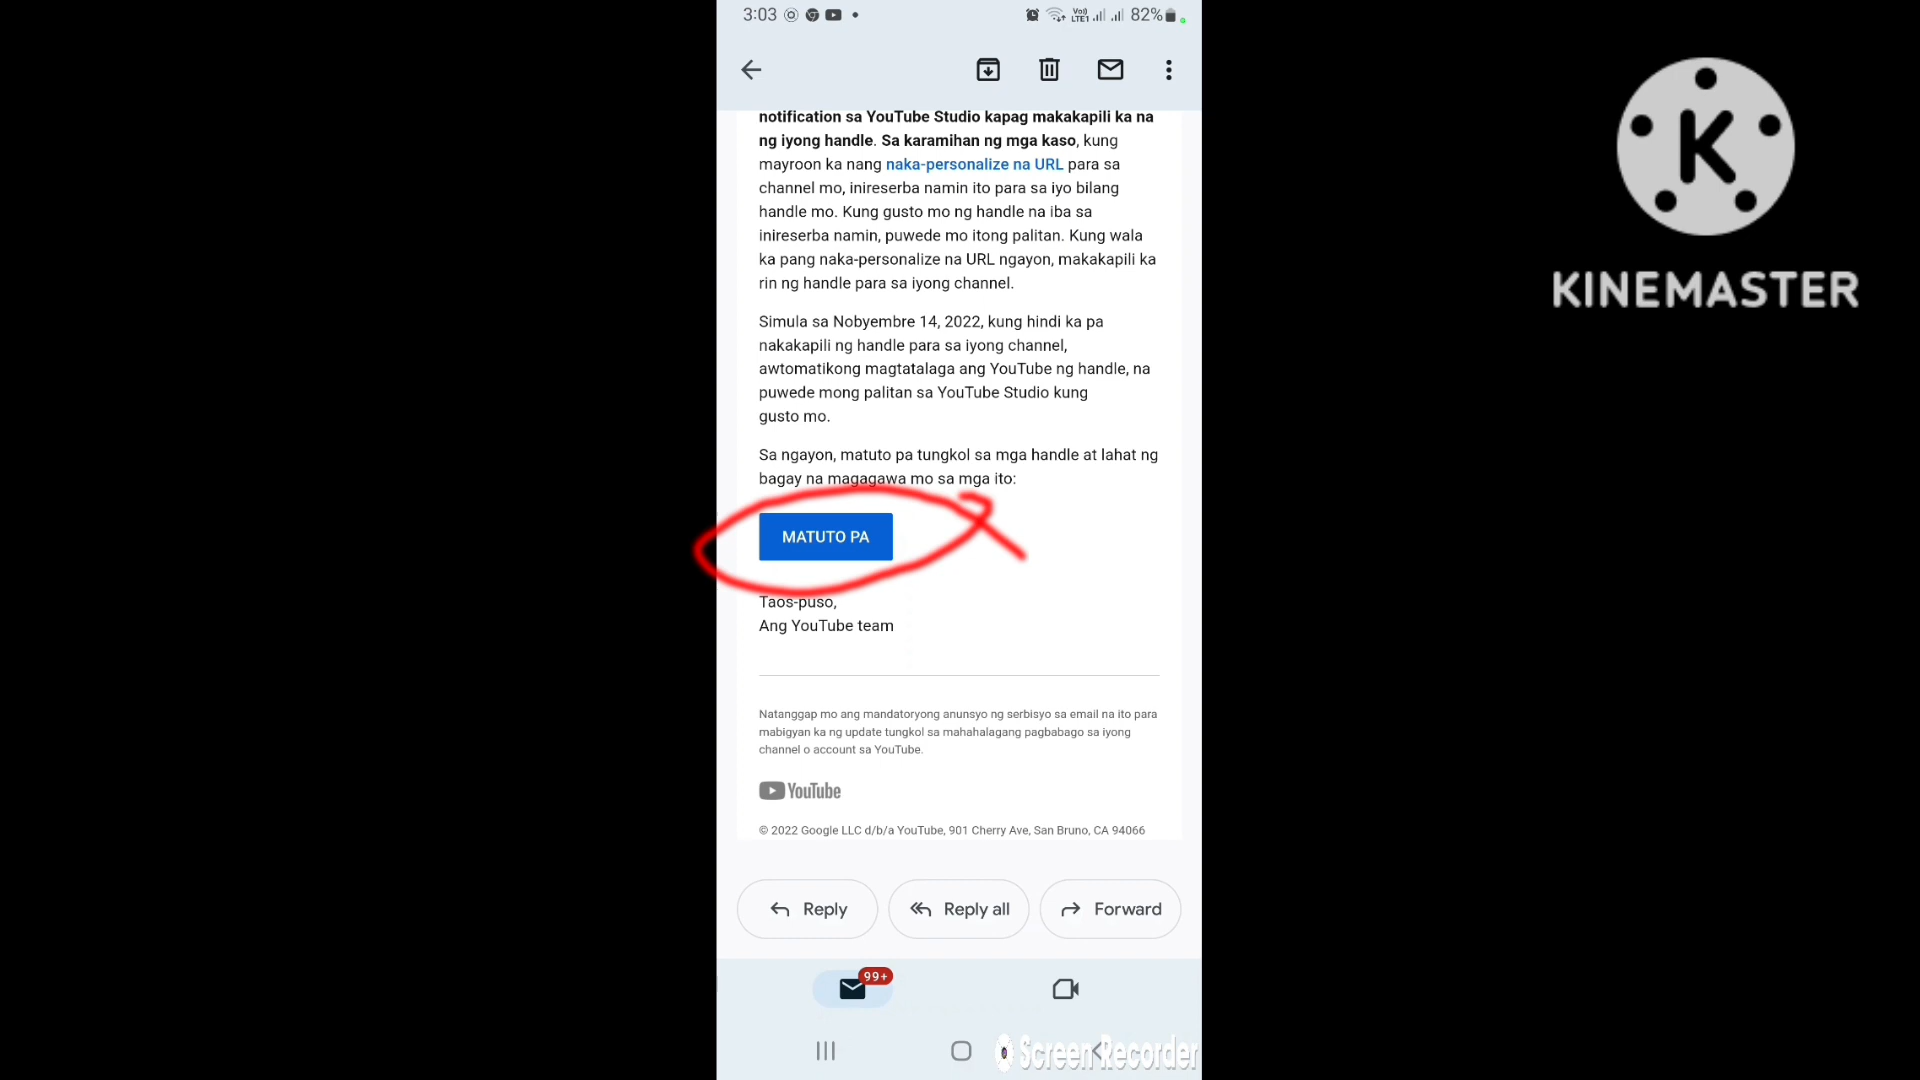 3:03
Vo)) LTE1
82%
notification sa YouTube Studio kapag makakapili ka na
ng iyong handle. Sa karamihan ng mga kaso, kung
mayroon ka nang naka-personalize na URL para sa
channel mo, inireserba namin ito para sa iyo bilang
handle mo. Kung gusto mo ng handle na iba sa
inireserba namin, puwede mo itong palitan. Kung wala
ka pang naka-personalize na URL ngayon, makakapili ka
rin ng handle para sa iyong channel.
Simula sa Nobyembre 14, 2022, kung hindi ka pa
nakakapili ng handle para sa iyong channel,
awtomatikong magtatalaga ang YouTube ng handle, na
puwede mong palitan sa YouTube Studio kung
gusto mo.
Sa ngayon, matuto pa tungkol sa mga handle at lahat ng
bagay na magagawa mo sa mga ito:
MATUTO PA
Taos-puso,
Ang YouTube team
Natanggap mo ang mandatoryong anunsyo ng serbisyo sa email na ito para
mabigyan ka ng update tungkol sa mahahalagang pagbabago sa iyong
channel o account sa YouTube.
YouTube
© 2022 Google LLC d/b/a YouTube, 901 Cherry Ave, San Bruno, CA 94066
Reply
Reply all
Forward
99+
Screen Recorder
K
KINEMASTER